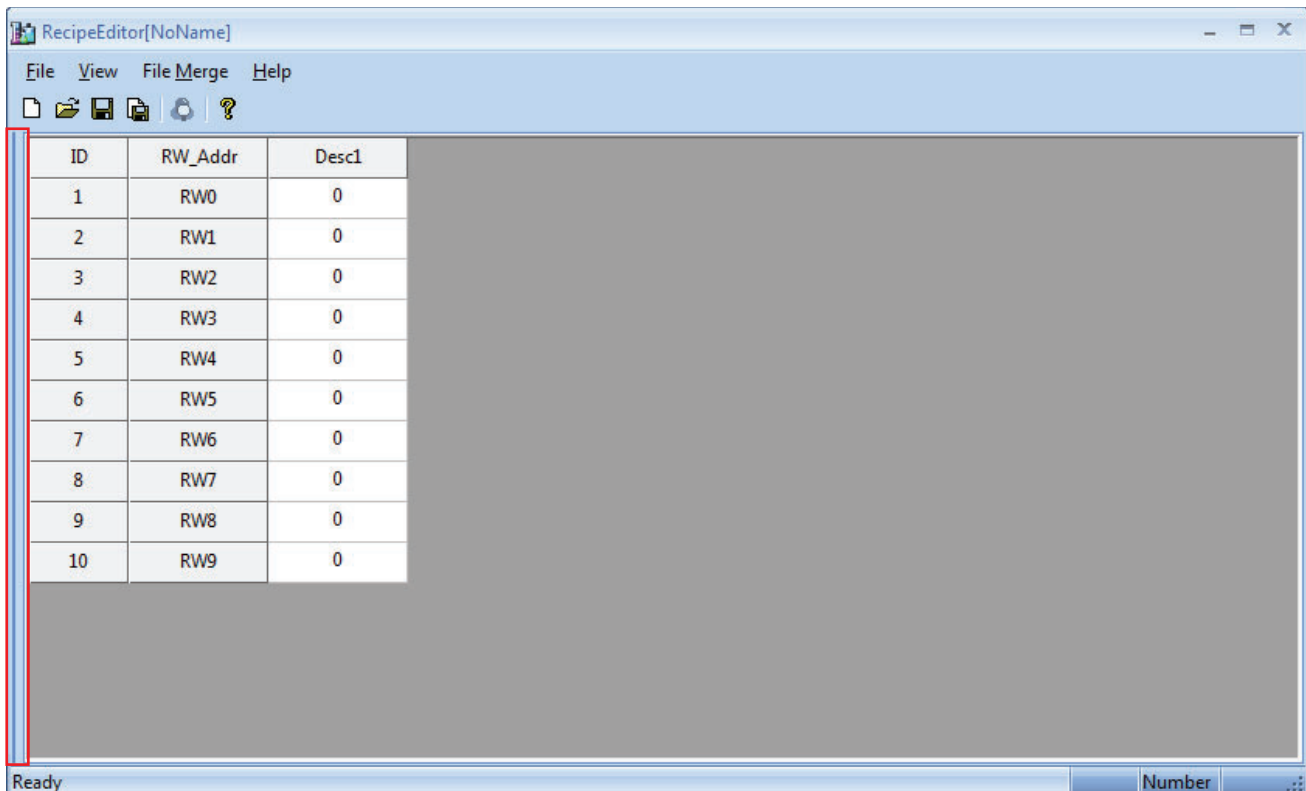 RecipeEditor[NoName]
File View File Merge Help
ID RW_Addr Desc1
1 RW0 0
2 RW1 0
3 RW2 0
4 RW3 0
5 RW4 0
6 RW5 0
7 RW6 0
8 RW7 0
9 RW8 0
10 RW9 0
Ready Number